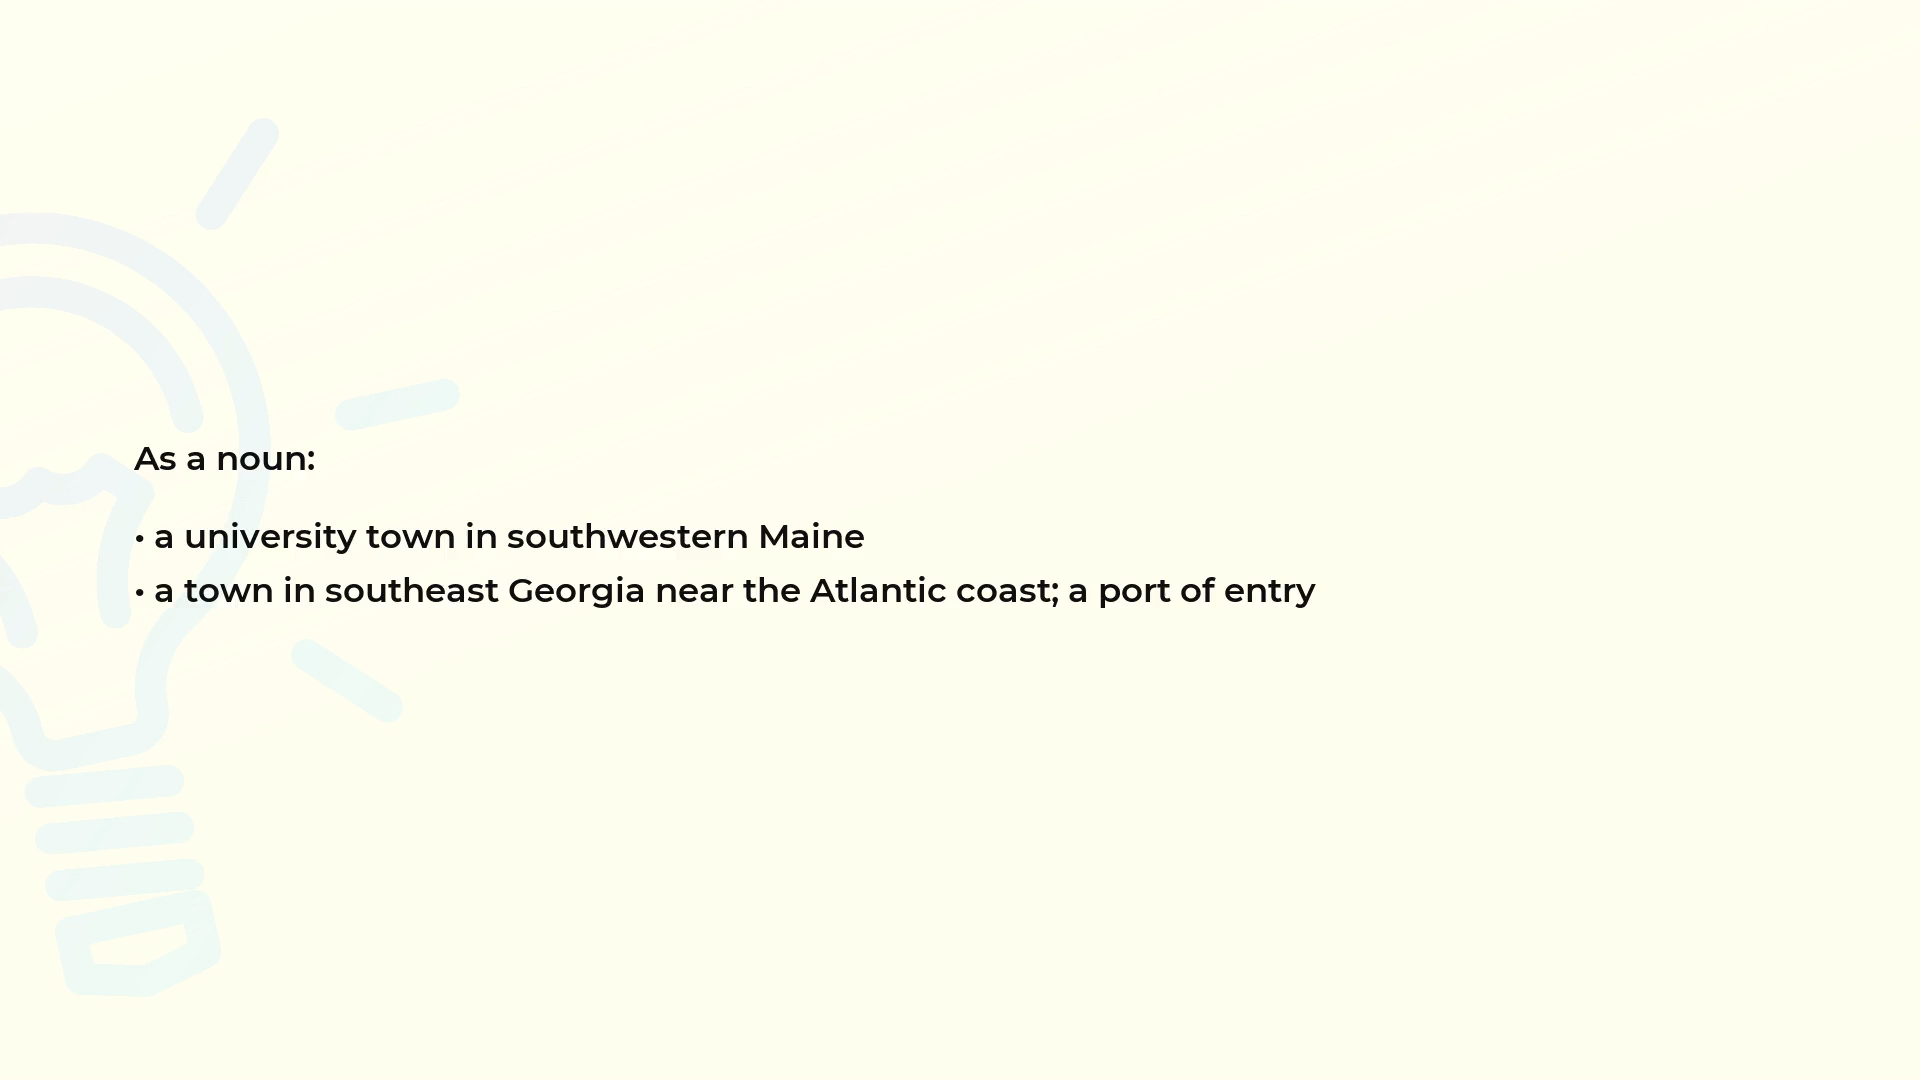 As a noun:
• a university town in southwestern Maine
• a town in southeast Georgia near the Atlantic coast; a port of entry